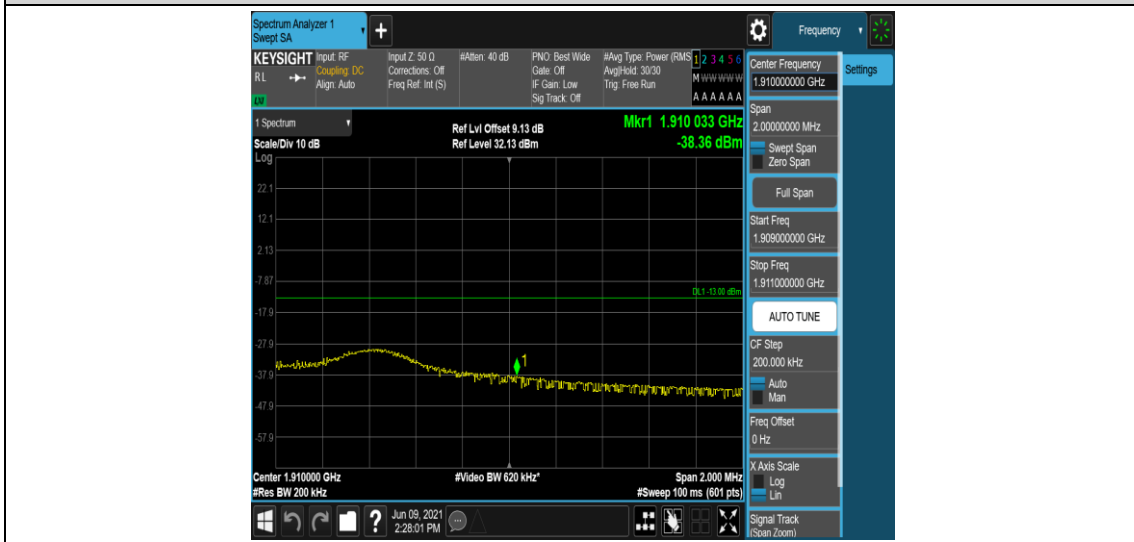 Spectrum Analyzer 1
Swept SA
+
Frequency
KEYSIGHT
RL
Input: RF
Coupling: DC
Align: Auto
Input Z: 50 Ω
Corrections: Off
Freq Ref: Int (S)
#Atten: 40 dB
PNO: Best Wide
Gate: Off
IF Gain: Low
Sig Track: Off
#Avg Type: Power (RMS
Avg|Hold: 30/30
Trig: Free Run
1 2 3 4 5 6
M W W W W W
A A A A A A
1 Spectrum
Scale/Div 10 dB
Log
Ref Lvl Offset 9.13 dB
Ref Level 32.13 dBm
Mkr1 1.910 033 GHz
-38.36 dBm
22.1
12.1
2.13
-7.87
DL1 -13.00 dBm
-17.9
-27.9
1
-37.9
-47.9
-57.9
Center 1.910000 GHz
#Video BW 620 kHz*
Span 2.000 MHz
#Res BW 200 kHz
#Sweep 100 ms (601 pts)
?
Jun 09, 2021
2:28:01 PM
Center Frequency
1.910000000 GHz
Settings
Span
2.00000000 MHz
Swept Span
Zero Span
Full Span
Start Freq
1.909000000 GHz
Stop Freq
1.911000000 GHz
AUTO TUNE
CF Step
200.000 kHz
Auto
Man
Freq Offset
0 Hz
X Axis Scale
Log
Lin
Signal Track
(Span Zoom)